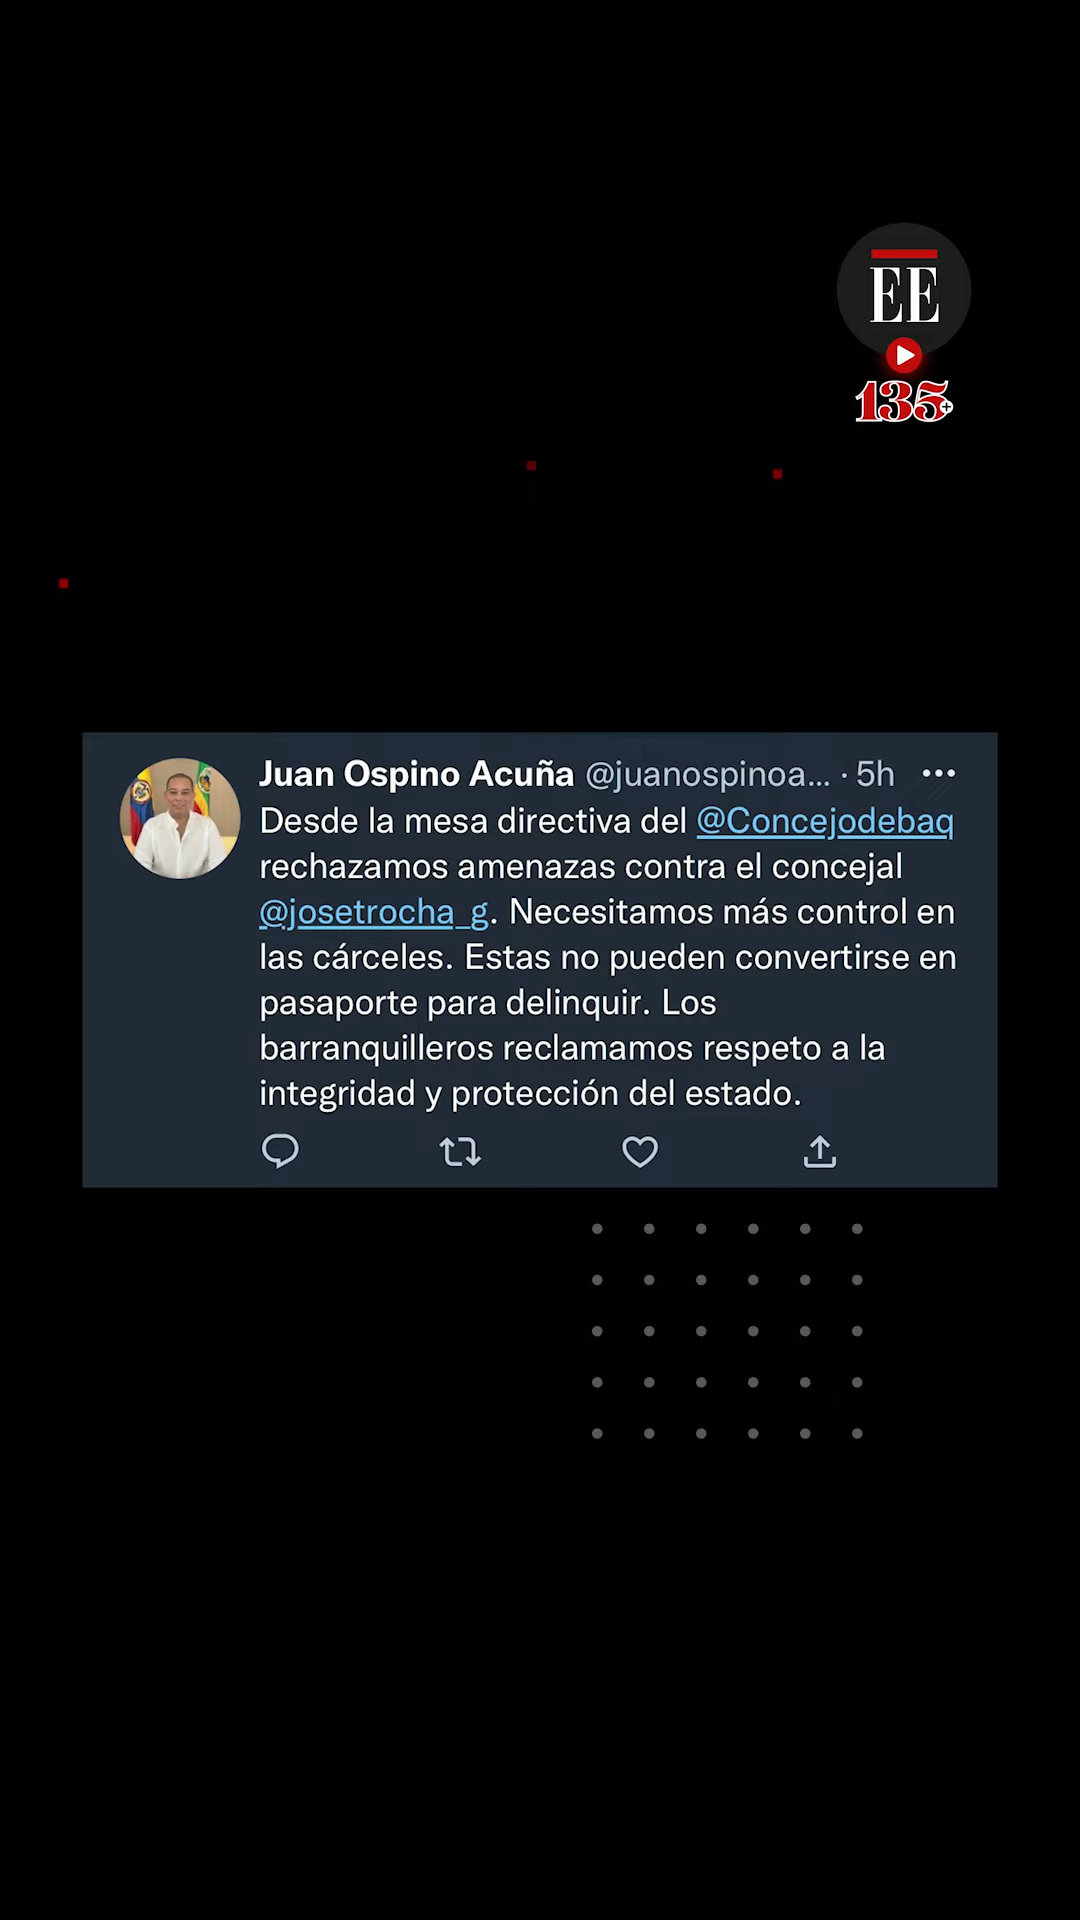 EE
135+
Juan Ospino Acuña @juanospinoa... · 5h
Desde la mesa directiva del @Concejodebaq
rechazamos amenazas contra el concejal
@josetrocha_g. Necesitamos más control en
las cárceles. Estas no pueden convertirse en
pasaporte para delinquir. Los
barranquilleros reclamamos respeto a la
integridad y protección del estado.